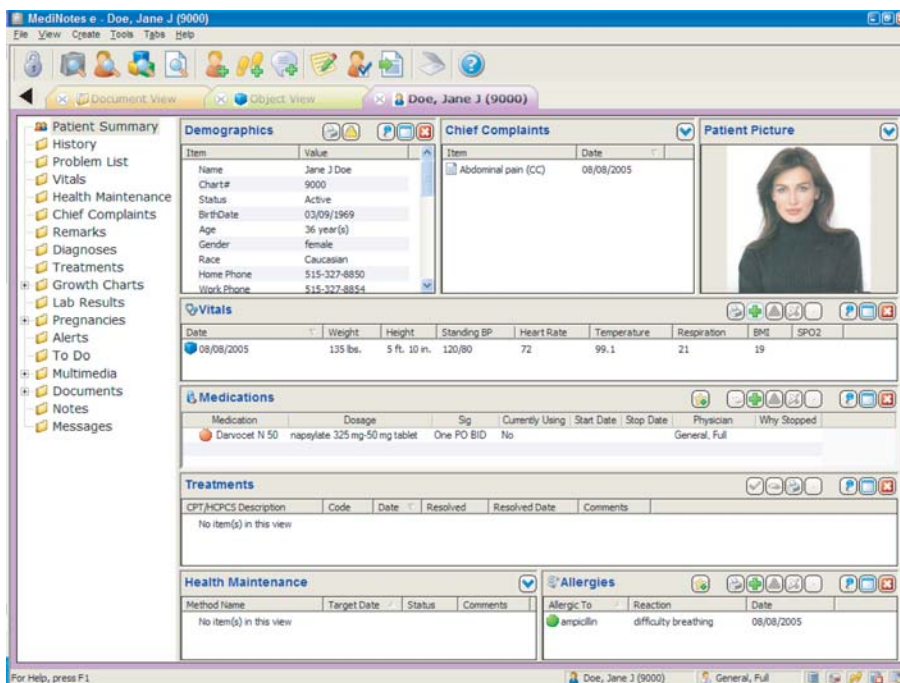 MediNotes e - Doe, Jane J (9000)
File View Create Tools Tabs Help
Document View Object View Doe, Jane J (9000)
Patient Summary
History
Problem List
Vitals
Health Maintenance
Chief Complaints
Remarks
Diagnoses
Treatments
Growth Charts
Lab Results
Pregnancies
Alerts
To Do
Multimedia
Documents
Notes
Messages
Demographics
Item Value
Name Jane J Doe
Chart# 9000
Status Active
BirthDate 03/09/1969
Age 36 year(s)
Gender female
Race Caucasian
Home Phone 515-327-8850
Work Phone 515-327-8854
Chief Complaints
Item Date
Abdominal pain (CC) 08/08/2005
Patient Picture
Vitals
Date Weight Height Standing BP Heart Rate Temperature Respiration BMI SPO2
08/08/2005 135 lbs. 5 ft. 10 in. 120/80 72 99.1 21 19
Medications
Medication Dosage Sig Currently Using Start Date Stop Date Physician Why Stopped
Darvocet N 50 napsylate 325 mg-50 mg tablet One PO BID No General, Full
Treatments
CPT/HCPCS Description Code Date Resolved Resolved Date Comments
No item(s) in this view
Health Maintenance
Method Name Target Date Status Comments
No item(s) in this view
Allergies
Allergic To Reaction Date
ampicillin difficulty breathing 08/08/2005
For Help, press F1 Doe, Jane J (9000) General, Full